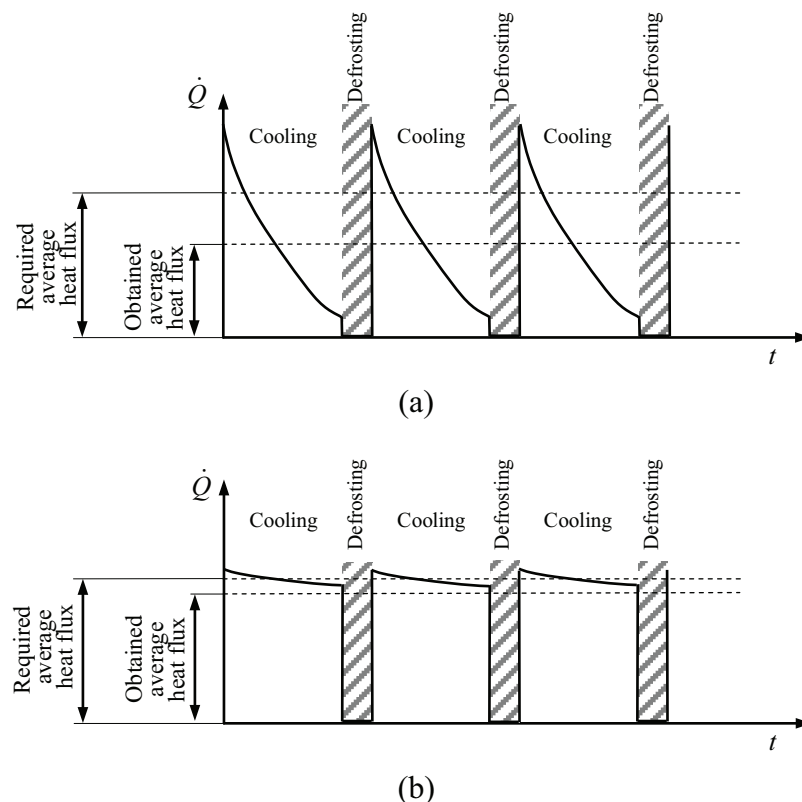 Defrosting
Defrosting
Defrosting
Q̇
Cooling
Cooling
Cooling
Required
average
heat flux
Obtained
average
heat flux
t
(a)
Defrosting
Defrosting
Defrosting
Q̇
Cooling
Cooling
Cooling
Required
average
heat flux
Obtained
average
heat flux
t
(b)